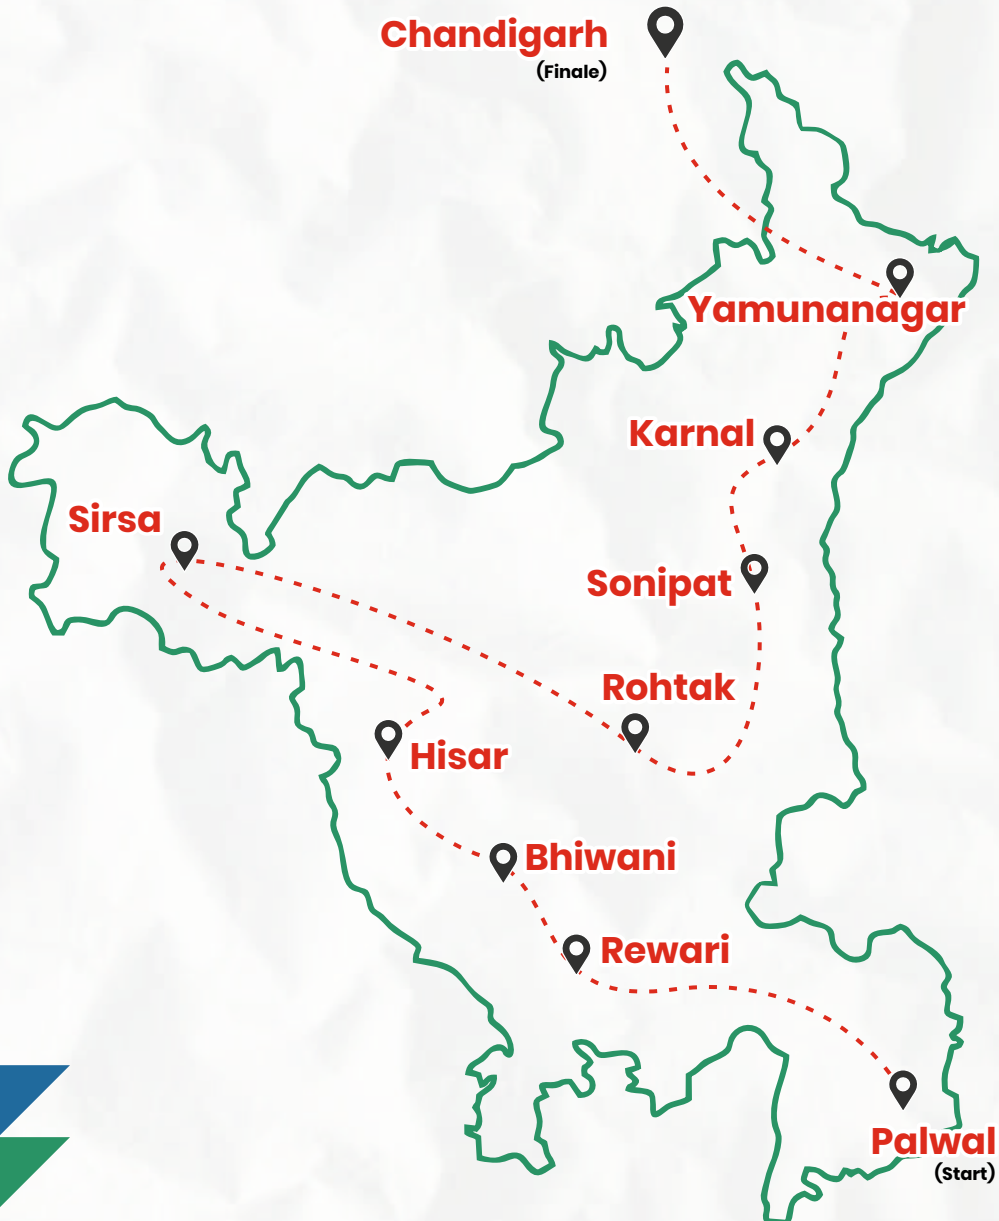 Chandigarh
(Finale)
Yamunanagar
Karnal
Sirsa
Sonipat
Rohtak
Hisar
Bhiwani
Rewari
Palwal
(Start)